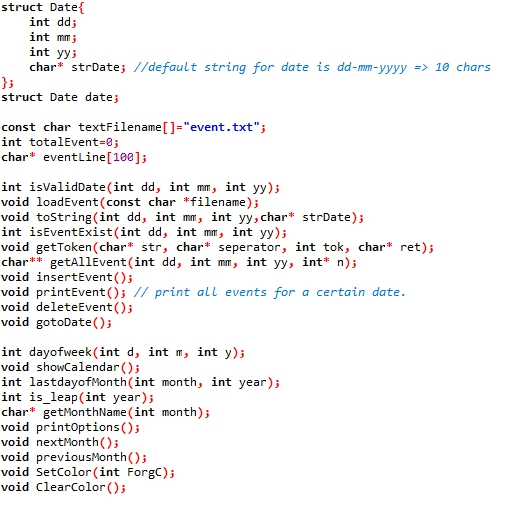 struct Date{
    int dd;
    int mm;
    int yy;
    char* strDate; //default string for date is dd-mm-yyyy => 10 chars
};
struct Date date;

const char textFilename[]="event.txt";
int totalEvent=0;
char* eventLine[100];

int isValidDate(int dd, int mm, int yy);
void loadEvent(const char *filename);
void toString(int dd, int mm, int yy,char* strDate);
int isEventExist(int dd, int mm, int yy);
void getToken(char* str, char* seperator, int tok, char* ret);
char** getAllEvent(int dd, int mm, int yy, int* n);
void insertEvent();
void printEvent(); // print all events for a certain date.
void deleteEvent();
void gotoDate();

int dayofweek(int d, int m, int y);
void showCalendar();
int lastdayofMonth(int month, int year);
int is_leap(int year);
char* getMonthName(int month);
void printOptions();
void nextMonth();
void previousMonth();
void SetColor(int ForgC);
void ClearColor();